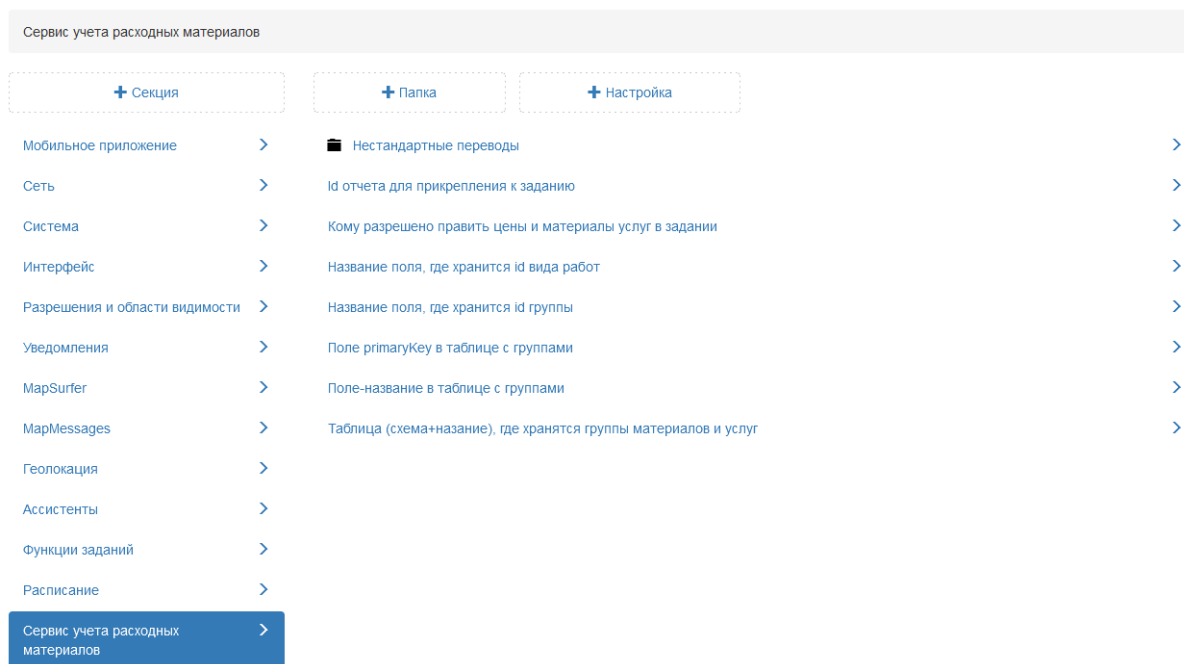 Сервис учета расходных материалов
Секция
Папка
Настройка
Мобильное приложение
Сеть
Система
Интерфейс
Разрешения и области видимости
Уведомления
MapSurfer
MapMessages
Геолокация
Ассистенты
Функции заданий
Расписание
Сервис учета расходных
материалов
Нестандартные переводы
Id отчета для прикрепления к заданию
Кому разрешено править цены и материалы услуг в задании
Название поля, где хранится id вида работ
Название поля, где хранится id группы
Поле primaryKey в таблице с группами
Поле-название в таблице с группами
Таблица (схема+назание), где хранятся группы материалов и услуг